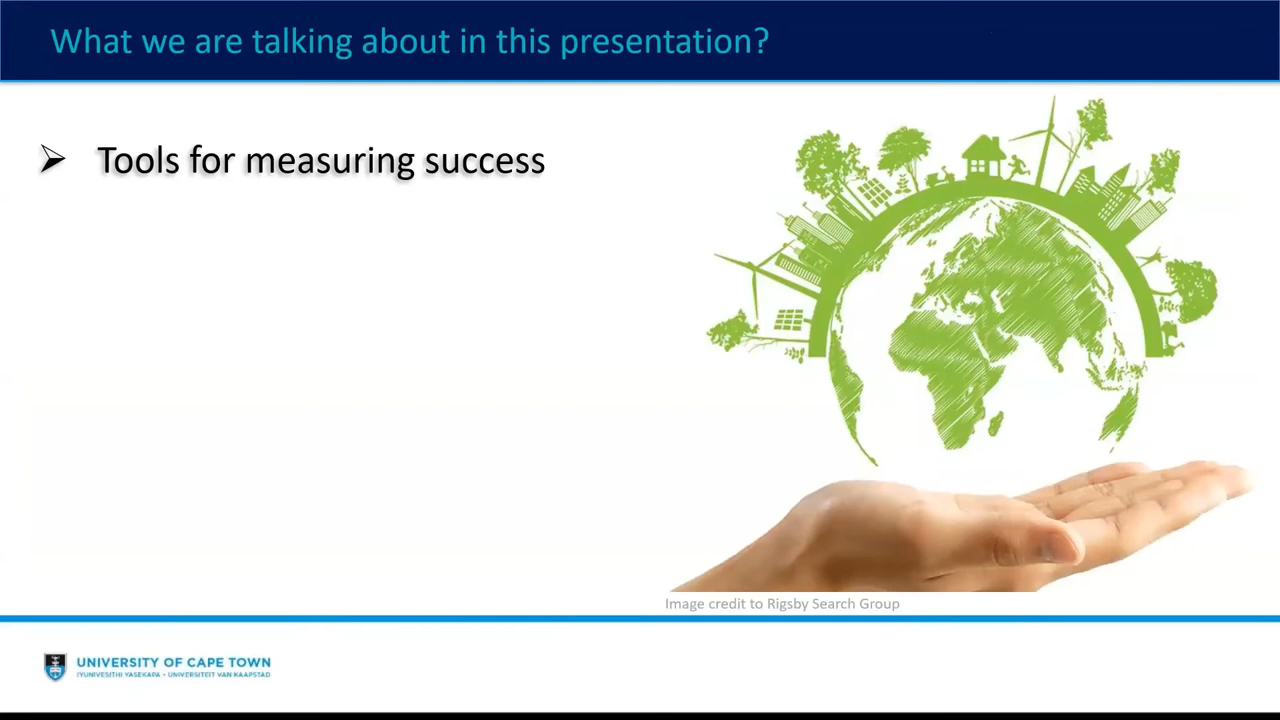 What we are talking about in this presentation?
Tools for measuring success
Image credit to Rigsby Search Group
UNIVERSITY OF CAPE TOWN
IYUNIVESITHI YASEKAPA • UNIVERSITEIT VAN KAAPSTAD